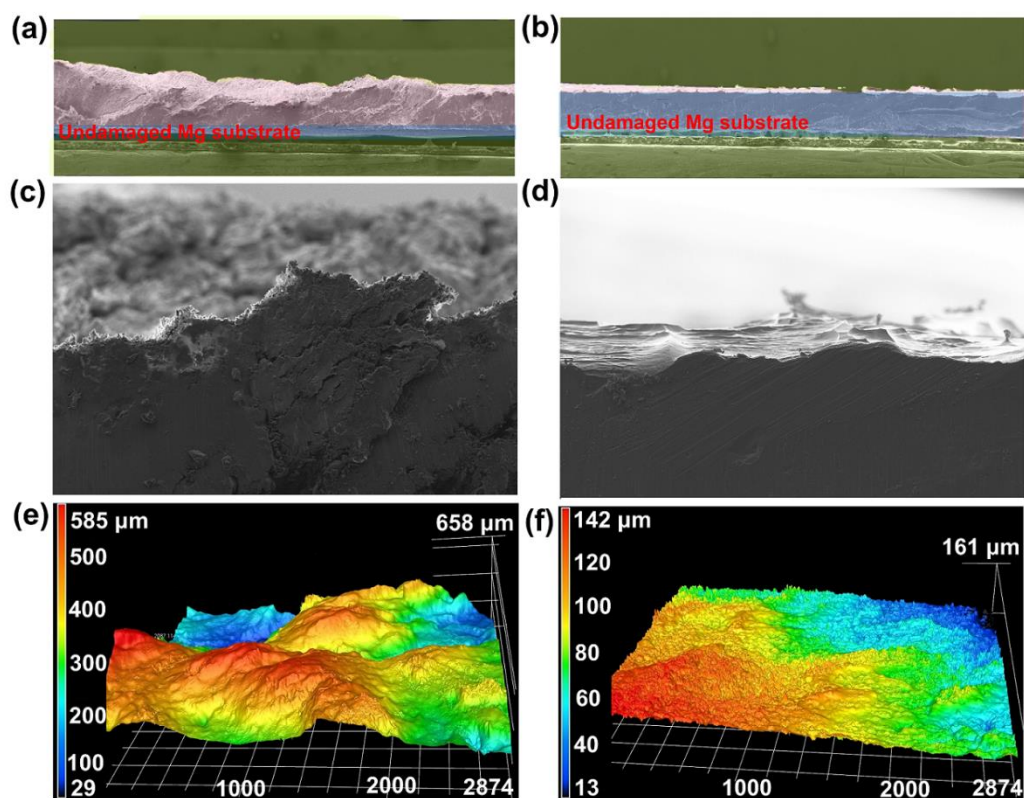 (a)
Undamaged Mg substrate
(b)
Undamaged Mg substrate
(c)
(d)
(e)
585 μm
500
400
300
200
100
29
658 μm
1000
2000
2874
(f)
142 μm
120
100
80
60
40
13
161 μm
1000
2000
2874